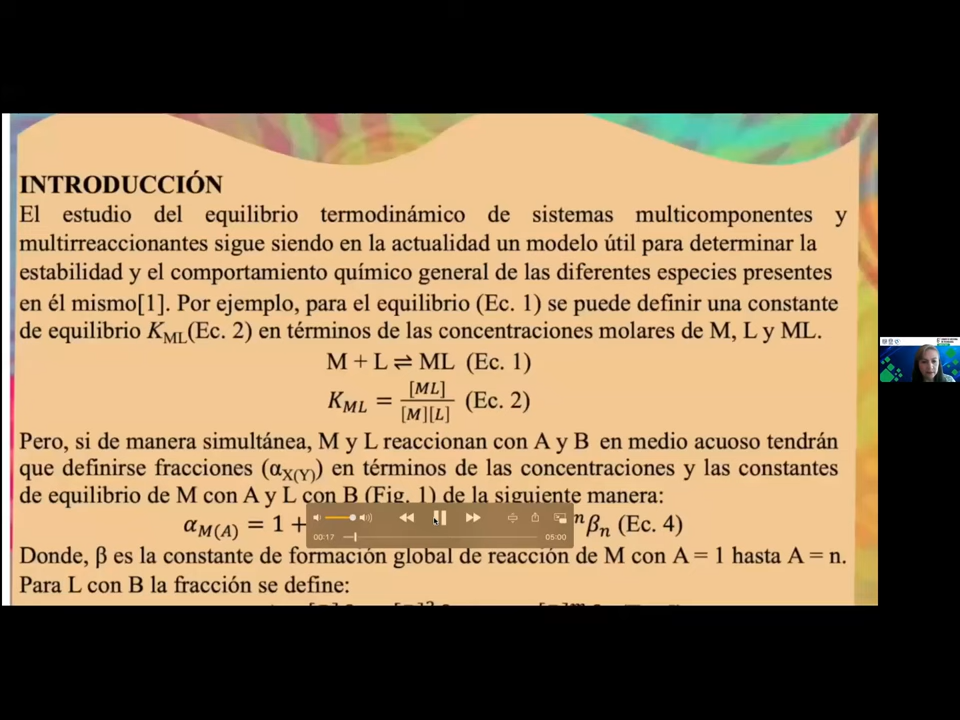 INTRODUCCIÓN
El estudio del equilibrio termodinámico de sistemas multicomponentes y
multirreaccionantes sigue siendo en la actualidad un modelo útil para determinar la
estabilidad y el comportamiento químico general de las diferentes especies presentes
en él mismo[1]. Por ejemplo, para el equilibrio (Ec. 1) se puede definir una constante
de equilibrio K_ML(Ec. 2) en términos de las concentraciones molares de M, L y ML.
M + L ⇌ ML (Ec. 1)
K_ML = [ML] / [M][L] (Ec. 2)
Pero, si de manera simultánea, M y L reaccionan con A y B en medio acuoso tendrán
que definirse fracciones (α_X(Y)) en términos de las concentraciones y las constantes
de equilibrio de M con A y L con B (Fig. 1) de la siguiente manera:
α_M(A) = 1 + ^n β_n (Ec. 4)
00:17 05:00
Donde, β es la constante de formación global de reacción de M con A = 1 hasta A = n.
Para L con B la fracción se define: